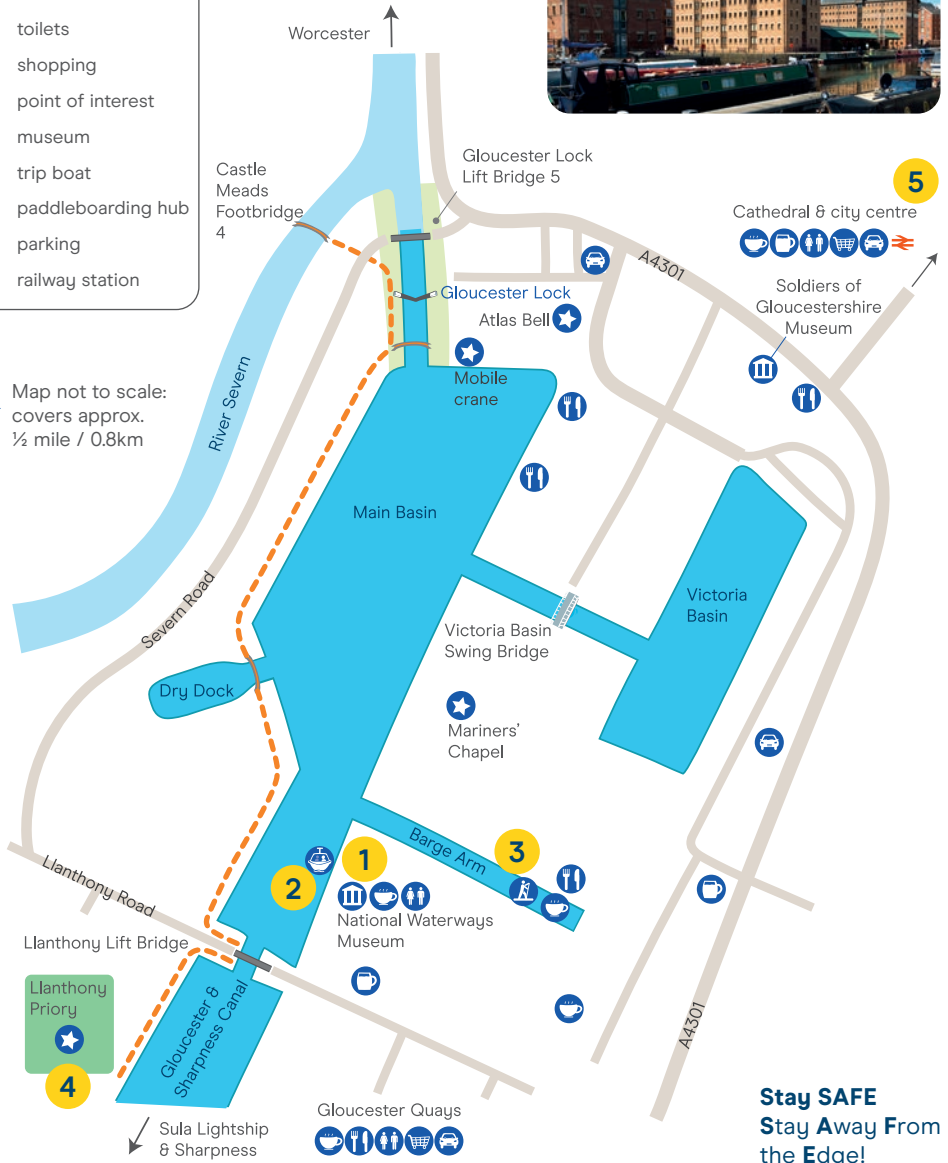 toilets
shopping
point of interest
museum
trip boat
paddleboarding hub
parking
railway station
Worcester
Castle
Meads
Footbridge
4
Gloucester Lock
Lift Bridge 5
5
Cathedral & city centre
A4301
Gloucester Lock
Atlas Bell
Soldiers of
Gloucestershire
Museum
Mobile
crane
Map not to scale:
covers approx.
½ mile / 0.8km
River Severn
Main Basin
Severn Road
Victoria Basin
Swing Bridge
Victoria
Basin
Dry Dock
Mariners'
Chapel
Barge Arm
3
1
2
National Waterways
Museum
Llanthony Road
Llanthony Lift Bridge
Llanthony
Priory
4
Gloucester &
Sharpness Canal
A4301
Gloucester Quays
Sula Lightship
& Sharpness
Stay SAFE
Stay Away From
the Edge!